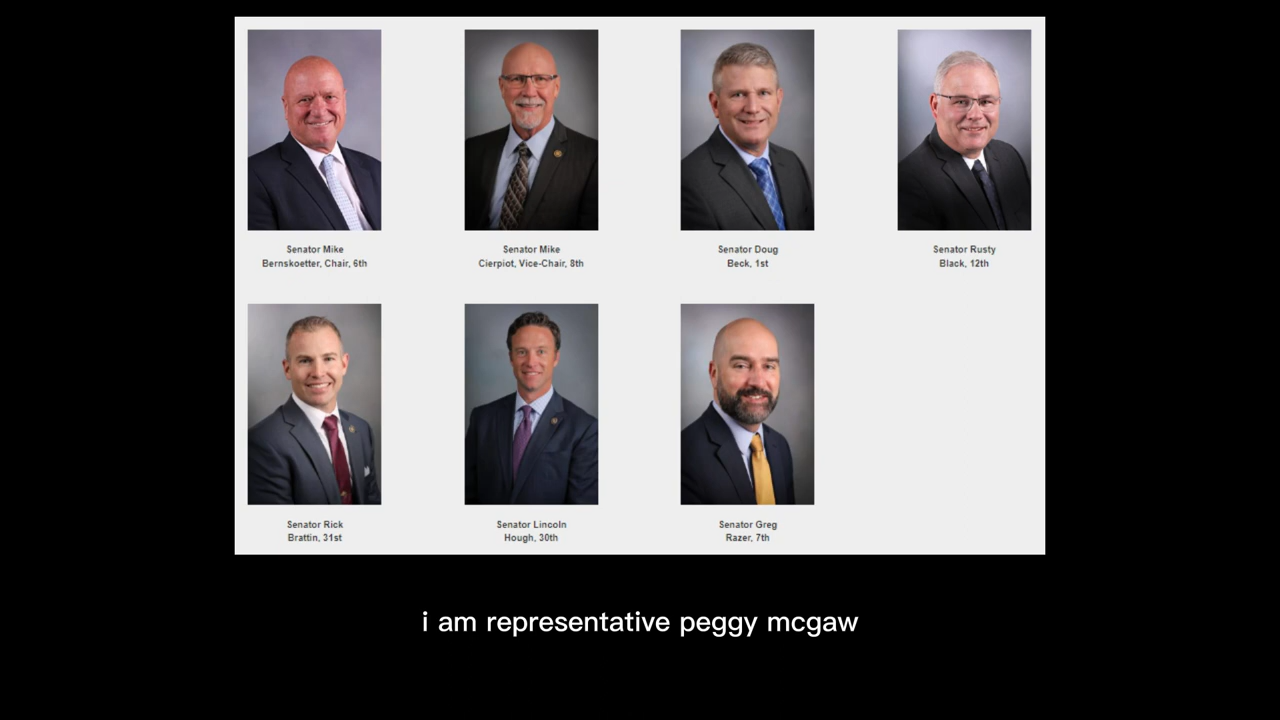 Senator Mike
Bernskoetter, Chair, 6th
Senator Mike
Cierpiot, Vice-Chair, 8th
Senator Doug
Beck, 1st
Senator Rusty
Black, 12th
Senator Rick
Brattin, 31st
Senator Lincoln
Hough, 30th
Senator Greg
Razer, 7th
i am representative peggy mcgaw